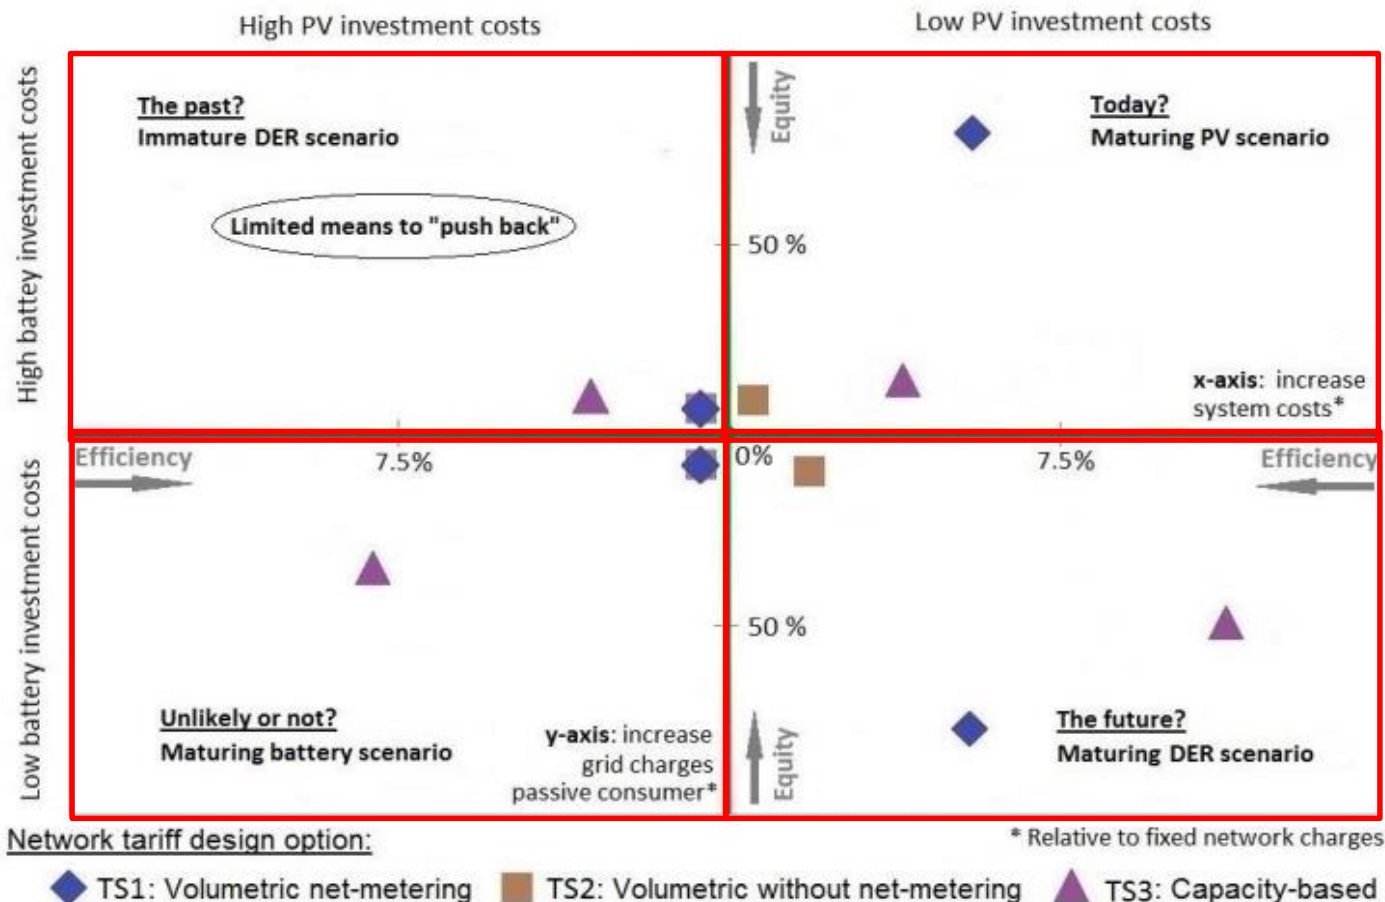 High PV investment costs
Low PV investment costs
High battey investment costs
Low battery investment costs
The past?
Immature DER scenario
Limited means to "push back"
Equity
Today?
Maturing PV scenario
50 %
x-axis: increase
system costs*
Efficiency
7.5%
0%
7.5%
Efficiency
50 %
Unlikely or not?
Maturing battery scenario
y-axis: increase
grid charges
passive consumer*
Equity
The future?
Maturing DER scenario
Network tariff design option:
* Relative to fixed network charges
TS1: Volumetric net-metering
TS2: Volumetric without net-metering
TS3: Capacity-based